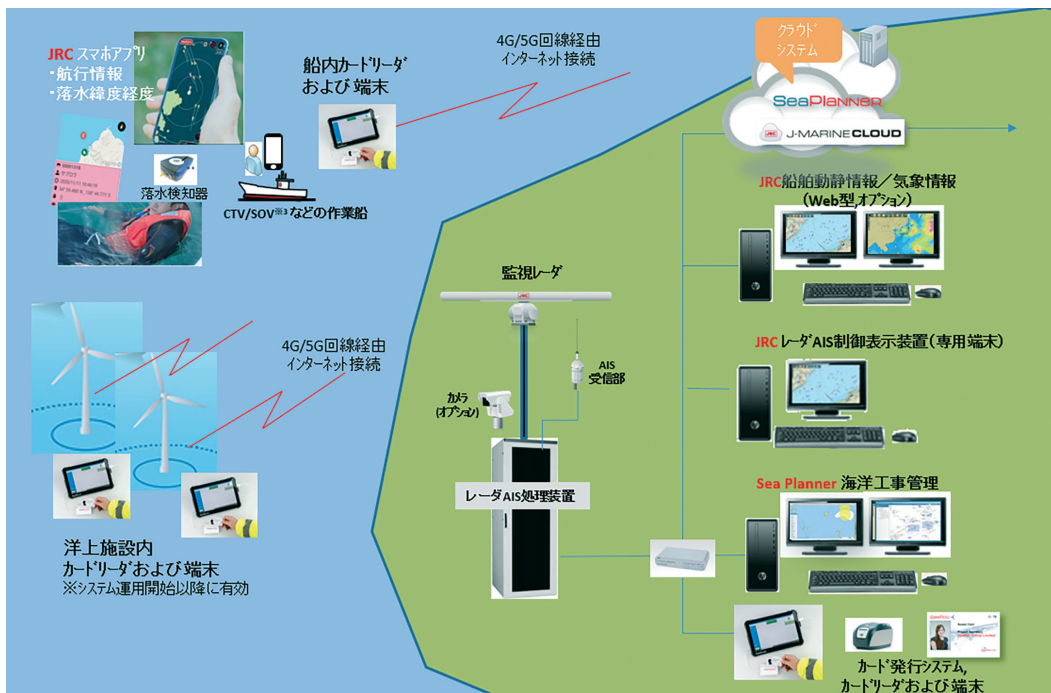 JRC スマホアプリ
・航行情報
・落水緯度経度
落水検知器
CTV/SOV※3などの作業船
船内カードリーダ
および端末
4G/5G回線経由
インターネット接続
クラウド
システム
SEAPLANNER
JRC J-MARINE CLOUD
JRC船舶動静情報／気象情報
(Web型,オプション)
監視レーダ
JRC
AIS
受信部
カメラ
(オプション)
レーダAIS処理装置
JRC レーダAIS制御表示装置（専用端末）
4G/5G回線経由
インターネット接続
洋上施設内
カードリーダおよび端末
※システム運用開始以降に有効
Sea Planner 海洋工事管理
カード発行システム,
カードリーダおよび端末